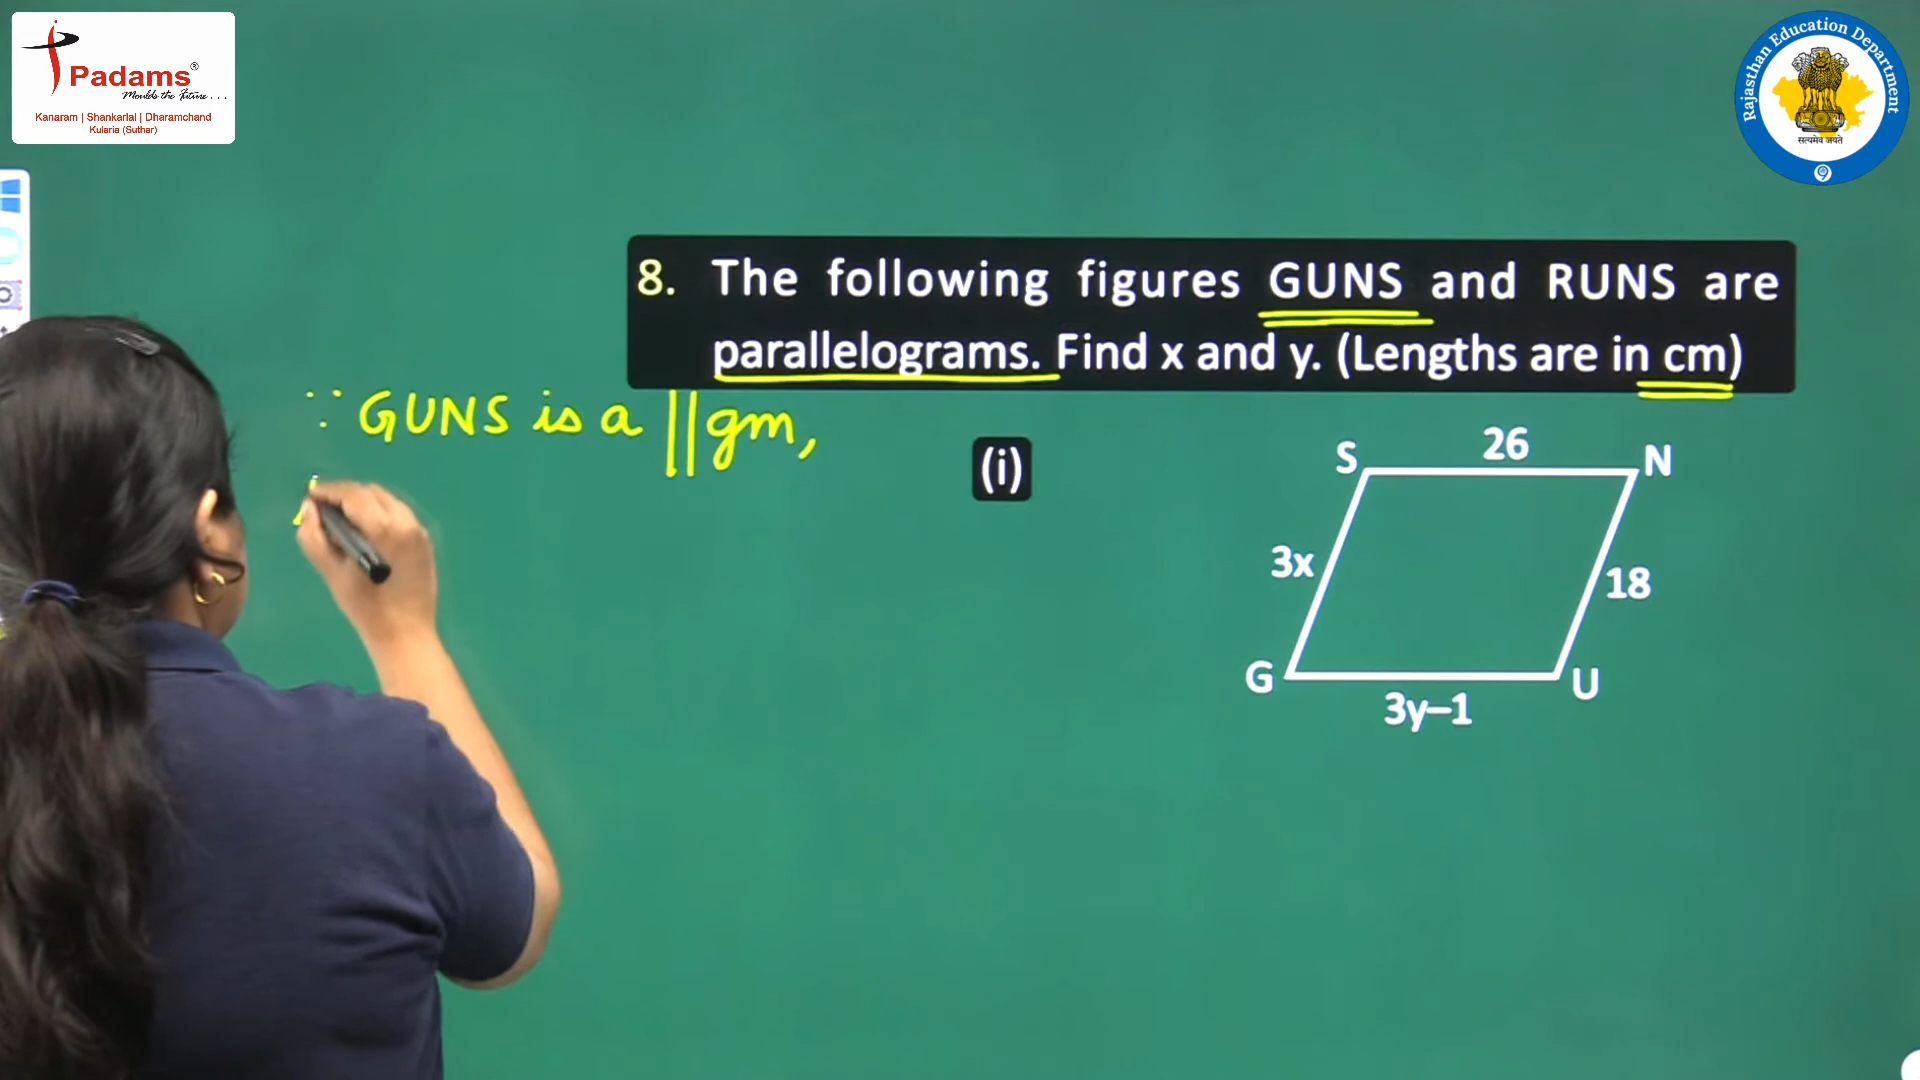 Padams®
Moulds the Future...
Kanaram | Shankarlal | Dharamchand
Kularia (Suthar)
Rajasthan Education Department
सत्यमेव जयते
8. The following figures GUNS and RUNS are
parallelograms. Find x and y. (Lengths are in cm)
∵ GUNS is a ||gm,
(i)
S 26 N
3x
18
G U
3y–1